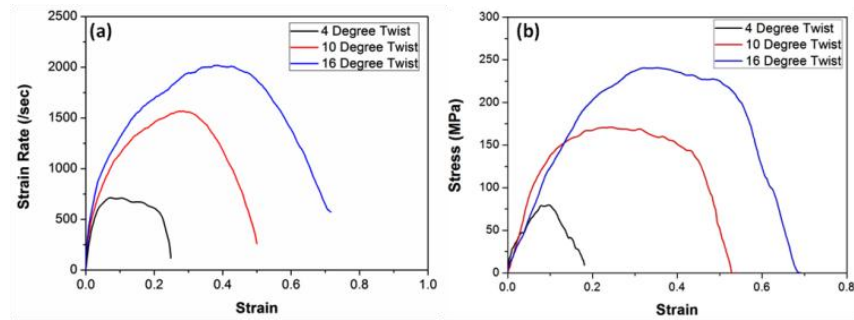 (a)
4 Degree Twist
10 Degree Twist
16 Degree Twist
Strain Rate (/sec)
2500
2000
1500
1000
500
0
0.0 0.2 0.4 0.6 0.8 1.0
Strain
(b)
4 Degree Twist
10 Degree Twist
16 Degree Twist
Stress (MPa)
300
250
200
150
100
50
0
0.0 0.2 0.4 0.6 0.8
Strain